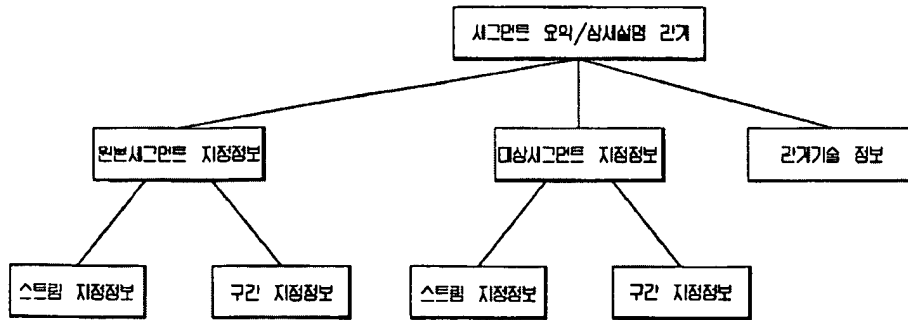 세그먼트 요약/상세설명 관계
원본세그먼트 지정정보
대상세그먼트 지정정보
관계기술 정보
스트림 지정정보
구간 지정정보
스트림 지정정보
구간 지정정보